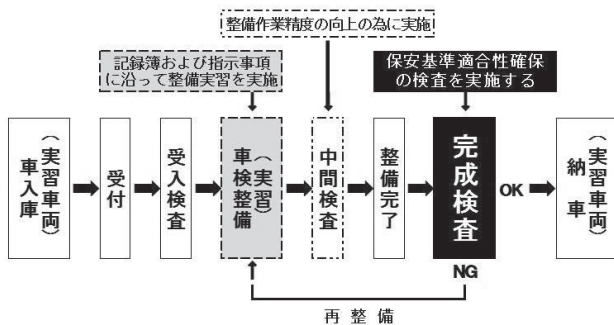 整備作業精度の向上の為に実施
記録簿および指示事項
に沿って整備実習を実施
保安基準適合性確保
の検査を実施する
車入庫
（実習車両）
受付
受入検査
車検整備
（実習）
中間検査
整備完了
完成検査
OK
納車
（実習車両）
NG
再整備